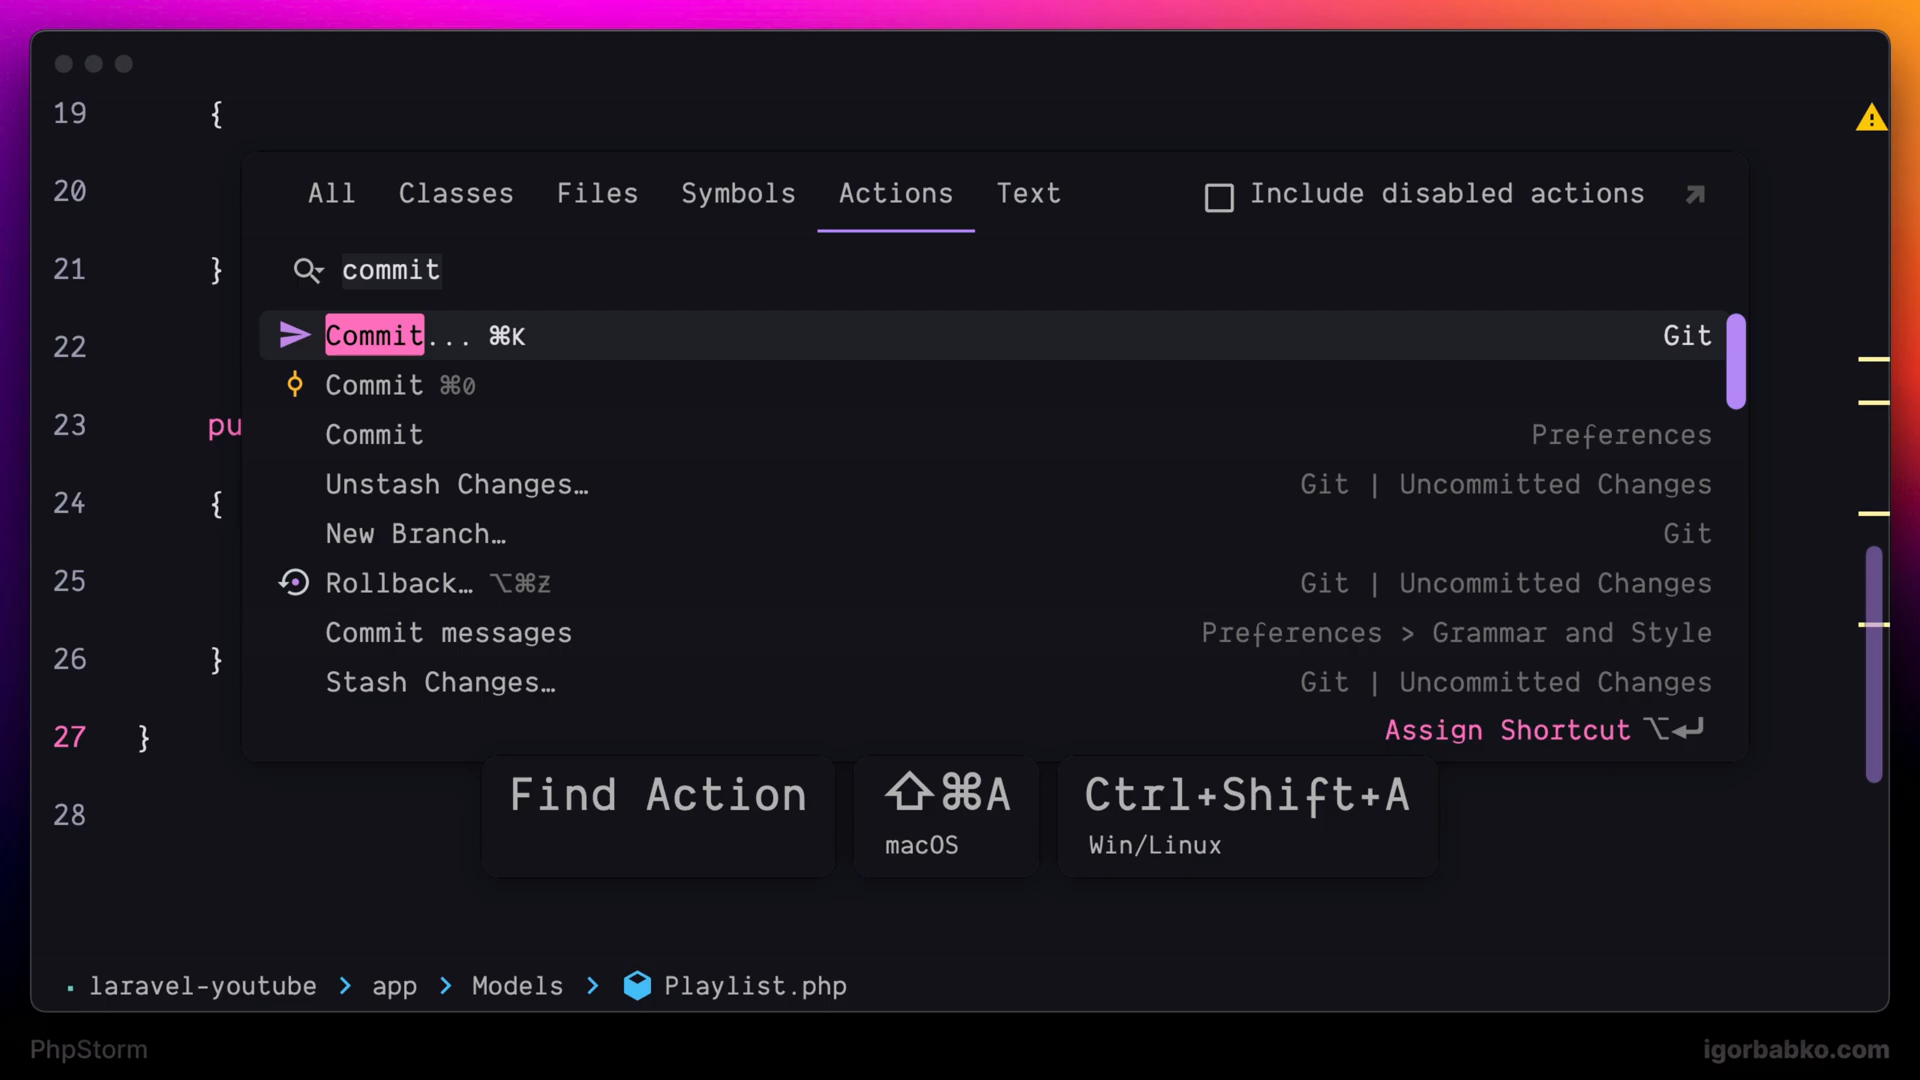 19 {
All Classes Files Symbols Actions Text Include disabled actions
20
commit
21 }
Commit... ⌘K Git
22
Commit ⌘0
23 pu
Commit Preferences
Unstash Changes… Git | Uncommitted Changes
24 {
New Branch… Git
25
Rollback… ⌥⌘Z Git | Uncommitted Changes
Commit messages Preferences > Grammar and Style
26 }
Stash Changes… Git | Uncommitted Changes
27 }
Assign Shortcut ⌥↵
Find Action ⇧⌘A Ctrl+Shift+A
28
macOS Win/Linux
laravel-youtube > app > Models > Playlist.php
PhpStorm igorbabko.com